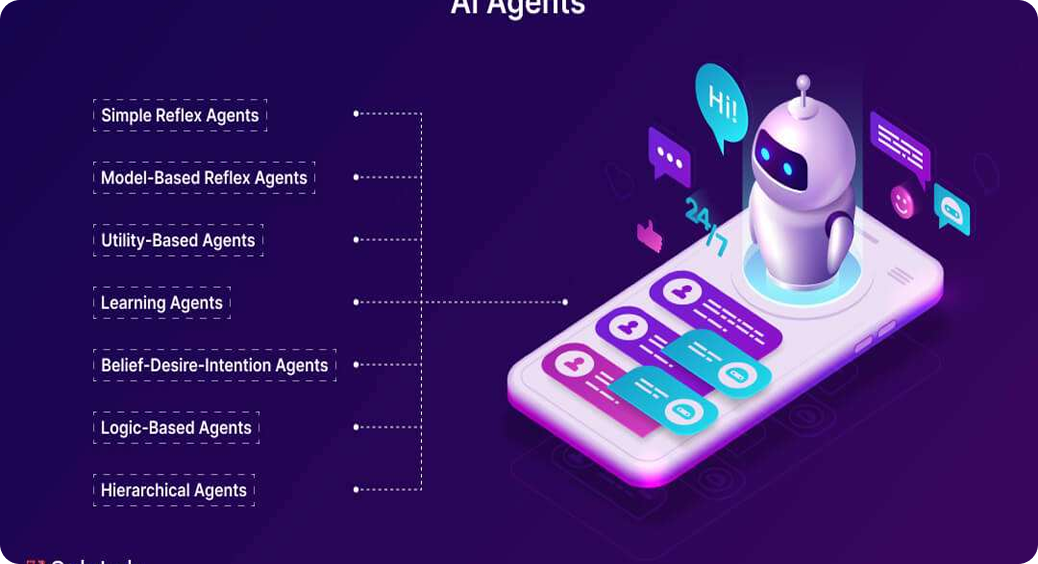 AI Agents
Simple Reflex Agents
Model-Based Reflex Agents
Utility-Based Agents
Learning Agents
Belief-Desire-Intention Agents
Logic-Based Agents
Hierarchical Agents
Hi!
24/7